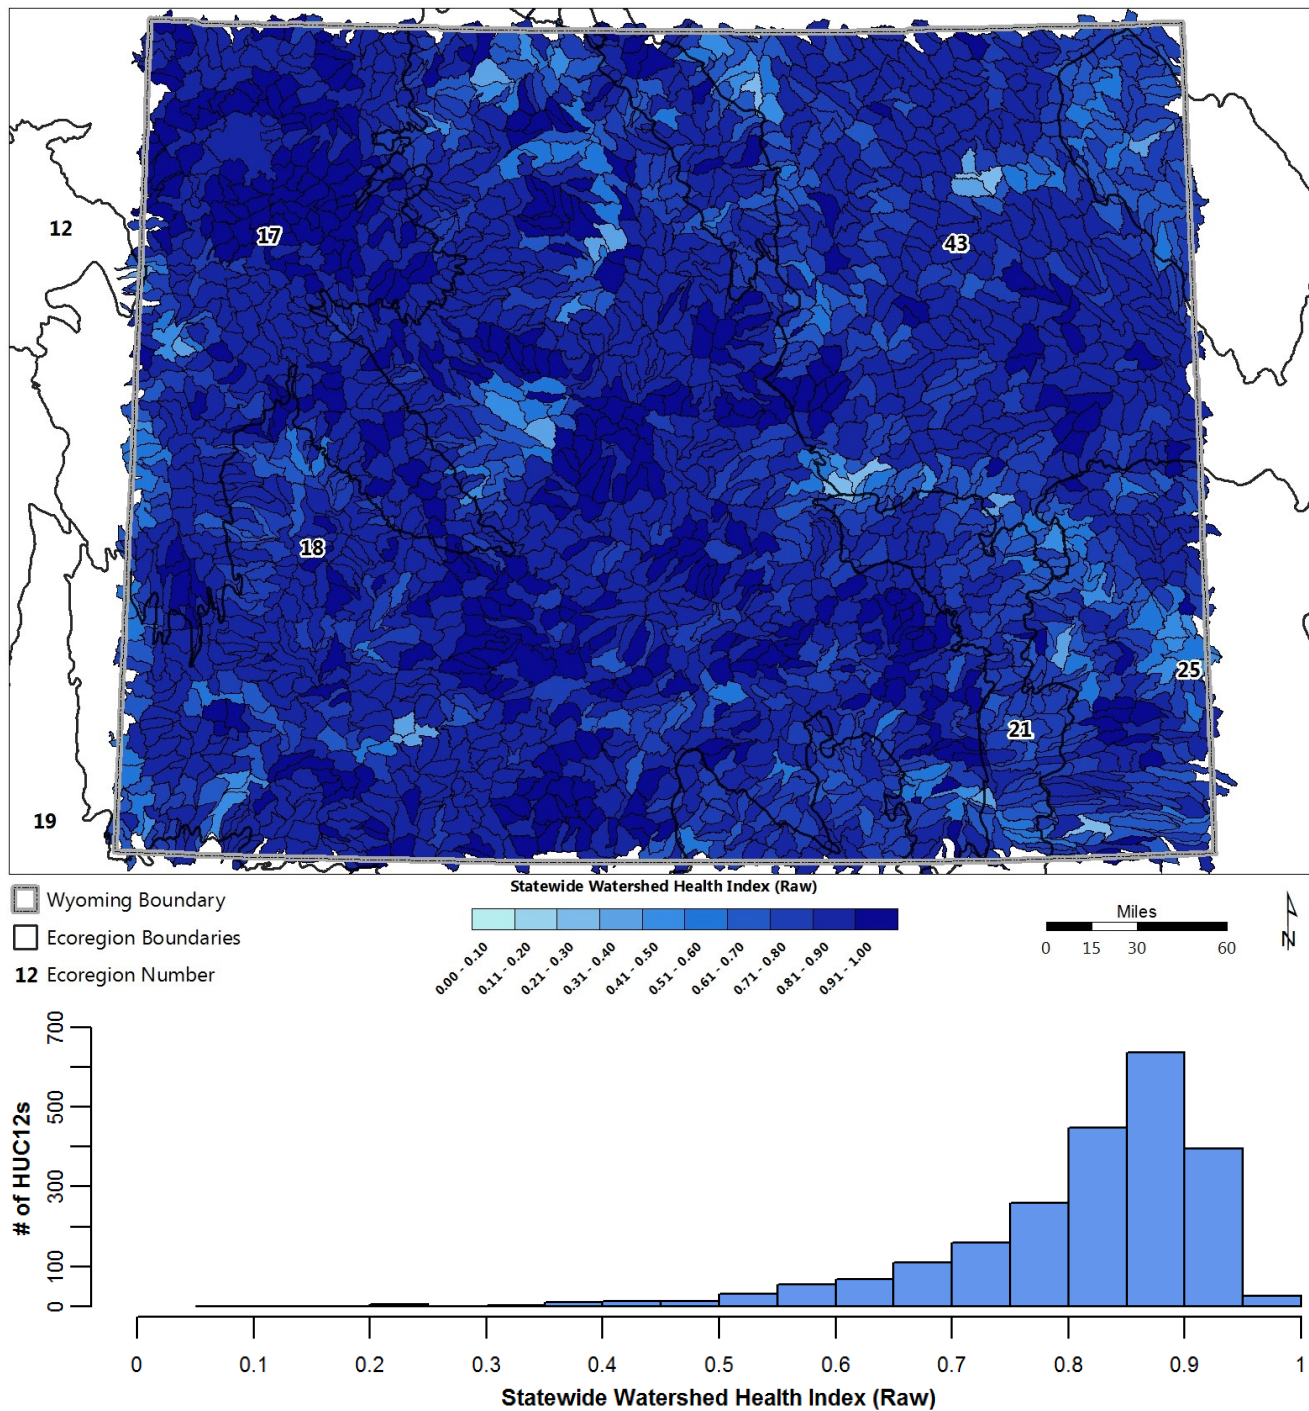 12
17
43
18
25
21
19
Wyoming Boundary
Ecoregion Boundaries
12 Ecoregion Number
Statewide Watershed Health Index (Raw)
0.00 - 0.10
0.11 - 0.20
0.21 - 0.30
0.31 - 0.40
0.41 - 0.50
0.51 - 0.60
0.61 - 0.70
0.71 - 0.80
0.81 - 0.90
0.91 - 1.00
Miles
0 15 30 60
N
# of HUC12s
700
500
300
100
0
0 0.1 0.2 0.3 0.4 0.5 0.6 0.7 0.8 0.9 1
Statewide Watershed Health Index (Raw)